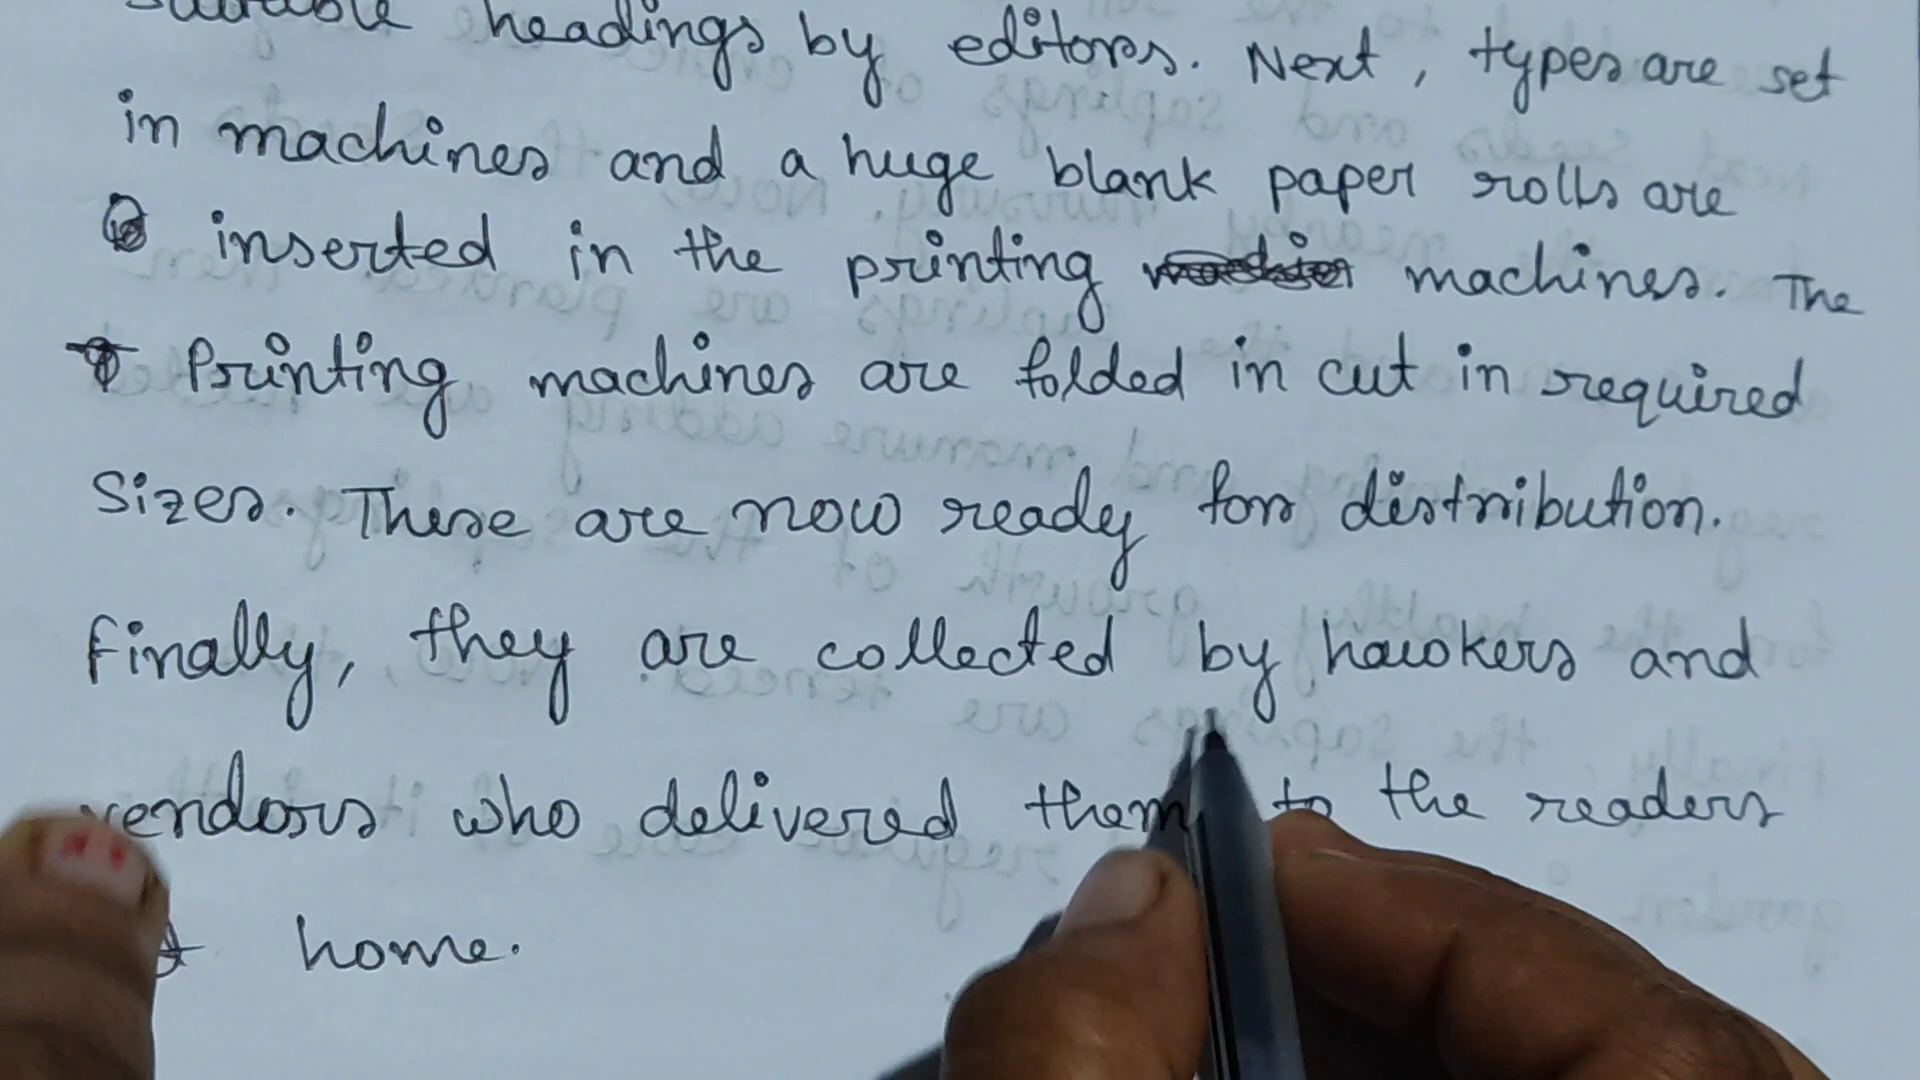 suitable headings by editors. Next, types are set
in machines and a huge blank paper rolls are
inserted in the printing machines. The
Printing machines are folded in cut in required
Sizes. These are now ready for distribution.
Finally, they are collected by hawkers and
vendors who delivered them to the readers
home.